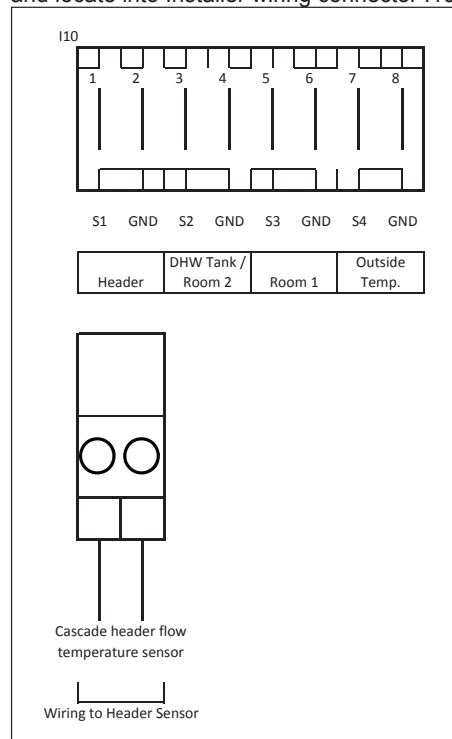 and locate into Installer wiring connector I10
I10
1 2 3 4 5 6 7 8
S1 GND S2 GND S3 GND S4 GND
Header DHW Tank / Room 2 Room 1 Outside Temp.
Cascade header flow
temperature sensor
Wiring to Header Sensor